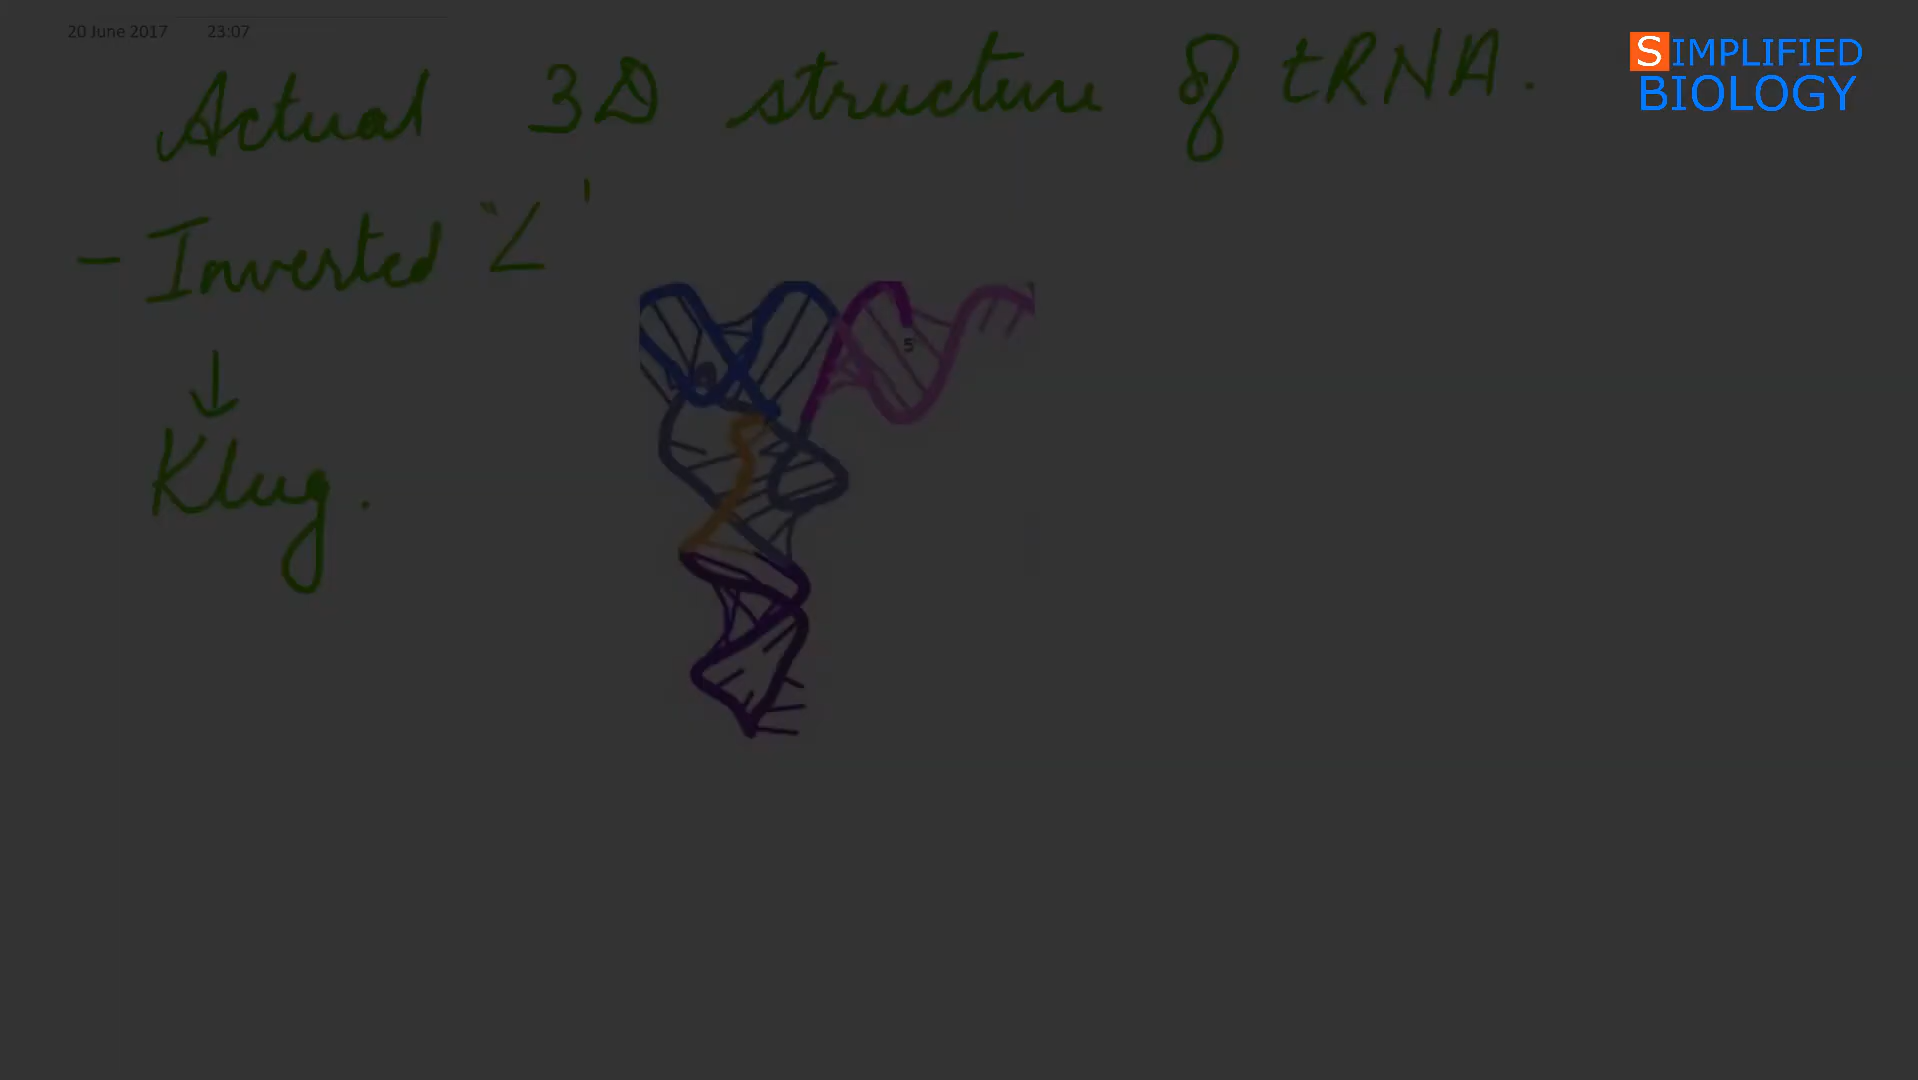 20 June 2017 23:07
SIMPLIFIED
BIOLOGY
Actual 3D structure of tRNA.
- Inverted "L'
↓
Klug.
5